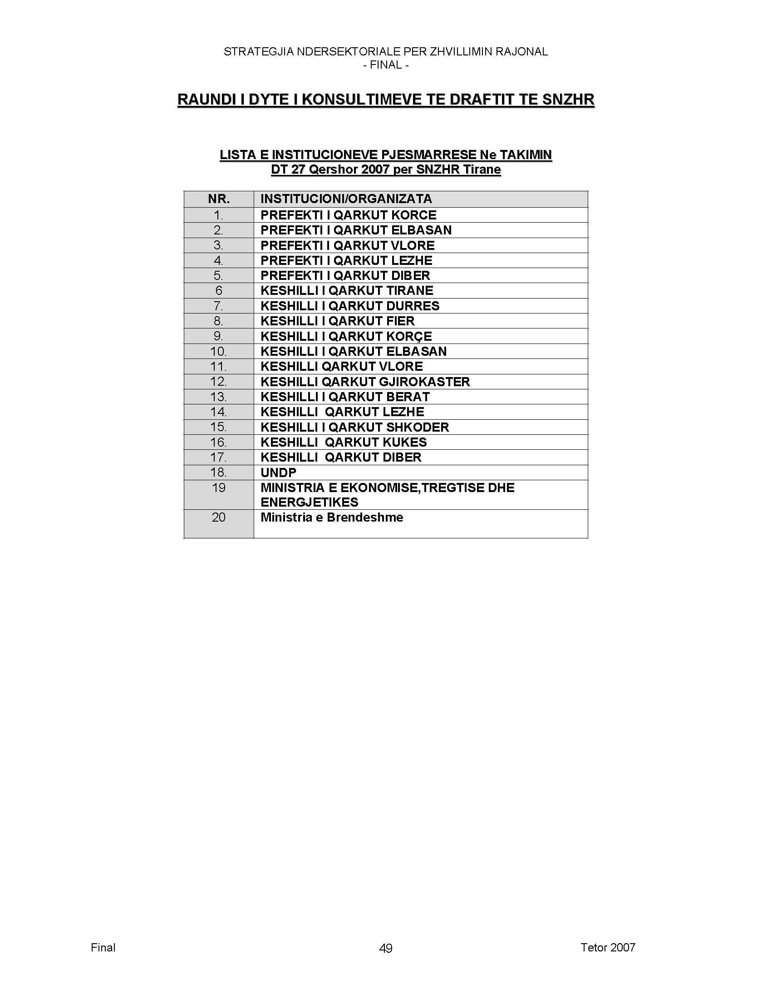 STRATEGJIA NDERSEKTORIALE PER ZHVILLIMIN RAJONAL
- FINAL -
RAUNDI I DYTE I KONSULTIMEVE TE DRAFTIT TE SNZHR
LISTA E INSTITUCIONEVE PJESMARRESE Ne TAKIMIN
DT 27 Qershor 2007 per SNZHR Tirane
NR. INSTITUCIONI/ORGANIZATA
1. PREFEKTI I QARKUT KORCE
2. PREFEKTI I QARKUT ELBASAN
3. PREFEKTI I QARKUT VLORE
4. PREFEKTI I QARKUT LEZHE
5. PREFEKTI I QARKUT DIBER
6 KESHILLI I QARKUT TIRANE
7. KESHILLI I QARKUT DURRES
8. KESHILLI I QARKUT FIER
9. KESHILLI I QARKUT KORÇE
10. KESHILLI I QARKUT ELBASAN
11. KESHILLI QARKUT VLORE
12. KESHILLI QARKUT GJIROKASTER
13. KESHILLI I QARKUT BERAT
14. KESHILLI  QARKUT LEZHE
15. KESHILLI I QARKUT SHKODER
16. KESHILLI  QARKUT KUKES
17. KESHILLI  QARKUT DIBER
18. UNDP
19 MINISTRIA E EKONOMISE,TREGTISE DHE
ENERGJETIKES
20 Ministria e Brendeshme
Final 49 Tetor 2007